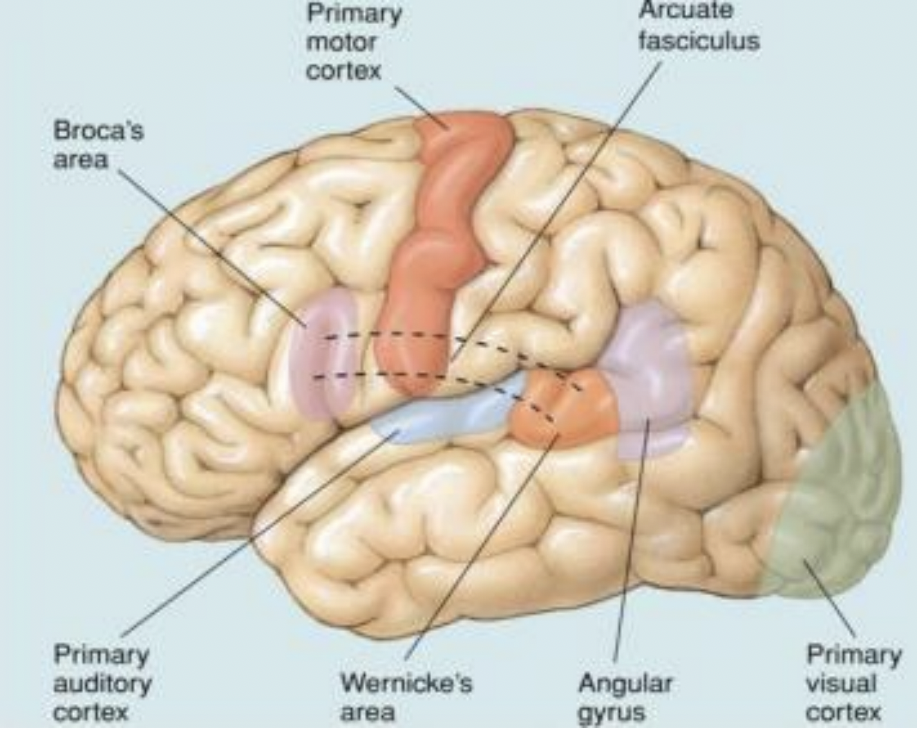 Primary
motor
cortex
Arcuate
fasciculus
Broca's
area
Primary
auditory
cortex
Wernicke's
area
Angular
gyrus
Primary
visual
cortex